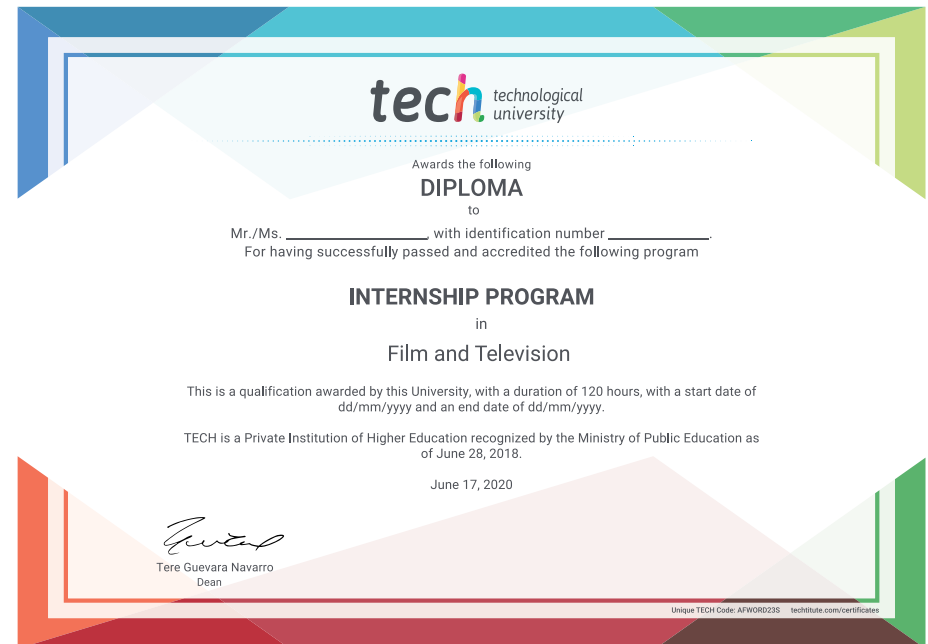 tech technological
university
Awards the following
DIPLOMA
to
Mr./Ms. ____________________, with identification number ______________.
For having successfully passed and accredited the following program
INTERNSHIP PROGRAM
in
Film and Television
This is a qualification awarded by this University, with a duration of 120 hours, with a start date of
dd/mm/yyyy and an end date of dd/mm/yyyy.
TECH is a Private Institution of Higher Education recognized by the Ministry of Public Education as
of June 28, 2018.
June 17, 2020
Tere Guevara Navarro
Dean
Unique TECH Code: AFWORD23S techtitute.com/certificates